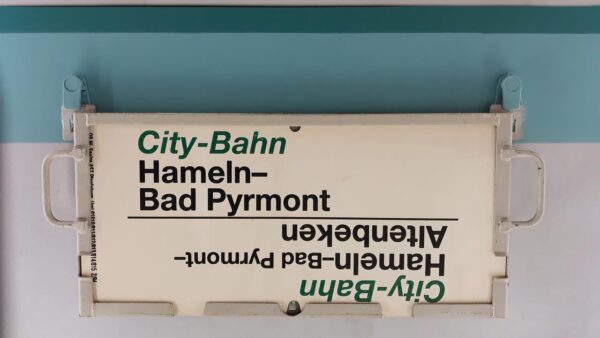 City-Bahn
Hameln–
Bad Pyrmont
City-Bahn
Hameln–Bad Pyrmont–
Altenbeken